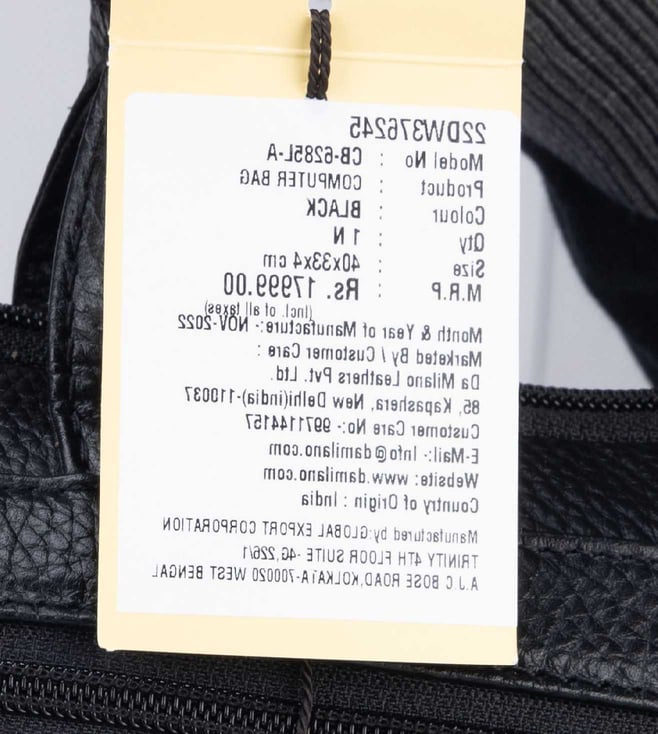 22DW376245
Model No : CB-6285L-A
Product : COMPUTER BAG
Colour : BLACK
Qty : 1 N
Size : 40x33x4 cm
M.R.P : Rs. 17999.00
(Incl. of all taxes)
Month & Year of Manufacture:- NOV-2022
Marketed By / Customer Care :
Da Milano Leathers Pvt. Ltd.
85, Kapashera, New Delhi(india)-110037
Customer Care No:- 9971144157
E-Mail:- Info@damilano.com
Website: www.damilano.com
Country of Origin : India
Manufactured by:GLOBAL EXPORT CORPORATION
TRINITY 4TH FLOOR SUITE -4G,226/1
A.J.C BOSE ROAD,KOLKATA-700020 WEST BENGAL